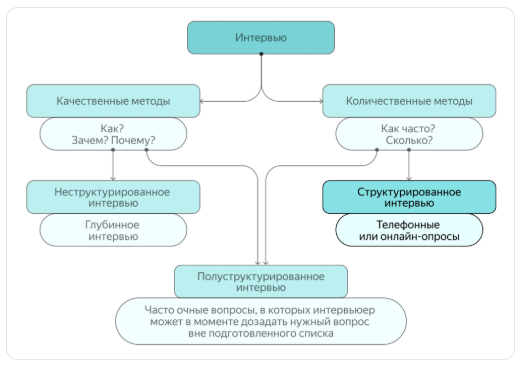 Интервью
Качественные методы
Количественные методы
Как?
Зачем? Почему?
Как часто?
Сколько?
Неструктурированное
интервью
Структурированное
интервью
Глубинное
интервью
Телефонные
или онлайн-опросы
Полуструктурированное
интервью
Часто очные вопросы, в которых интервьюер
может в моменте дозадать нужный вопрос
вне подготовленного списка